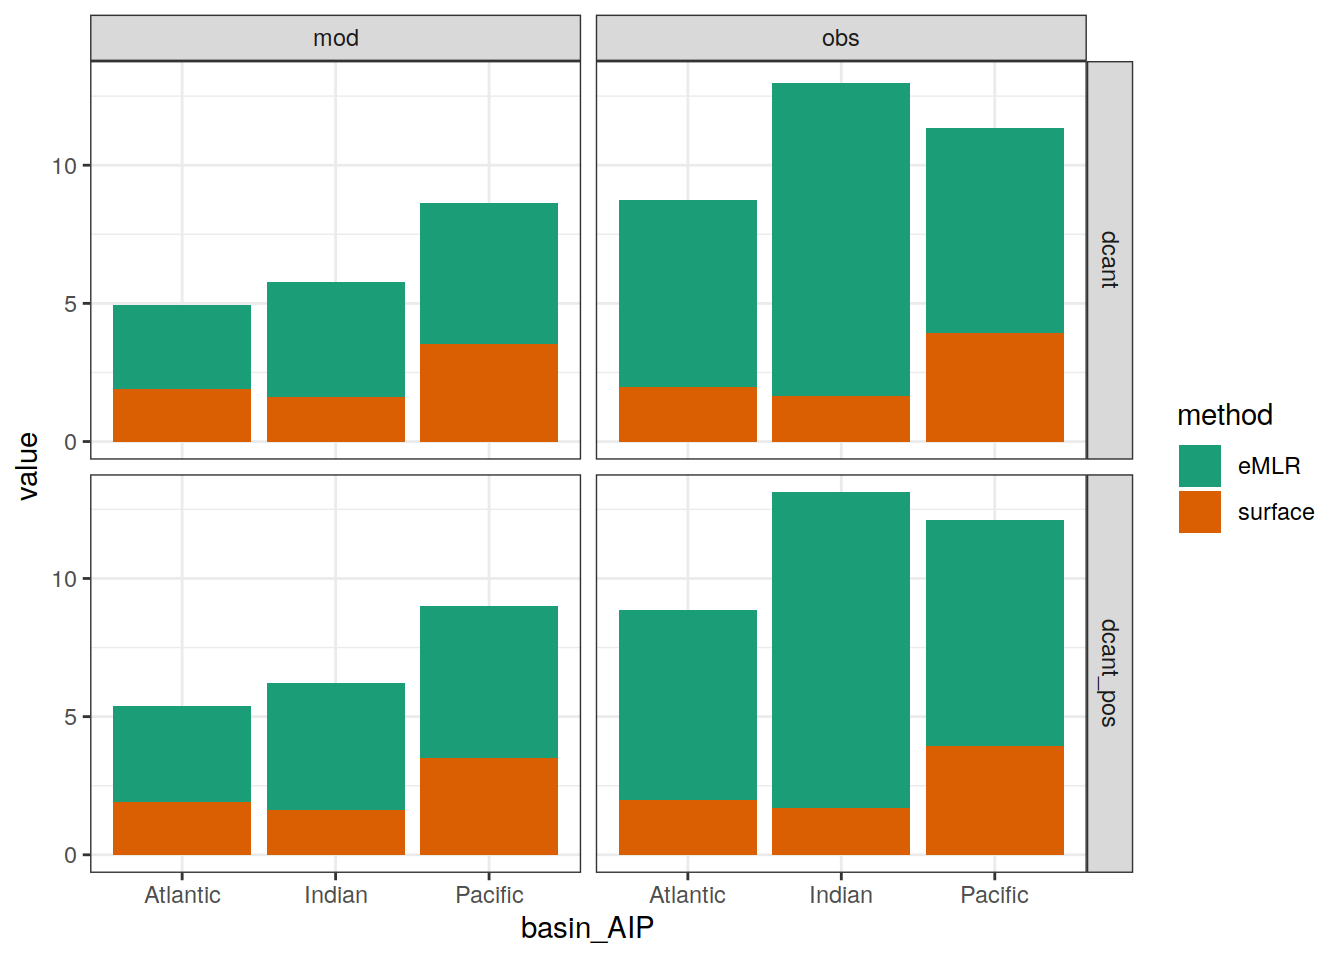 mod
obs
10
5
0
dcant
value
10
5
0
dcant_pos
Atlantic
Indian
Pacific
Atlantic
Indian
Pacific
basin_AIP
method
eMLR
surface